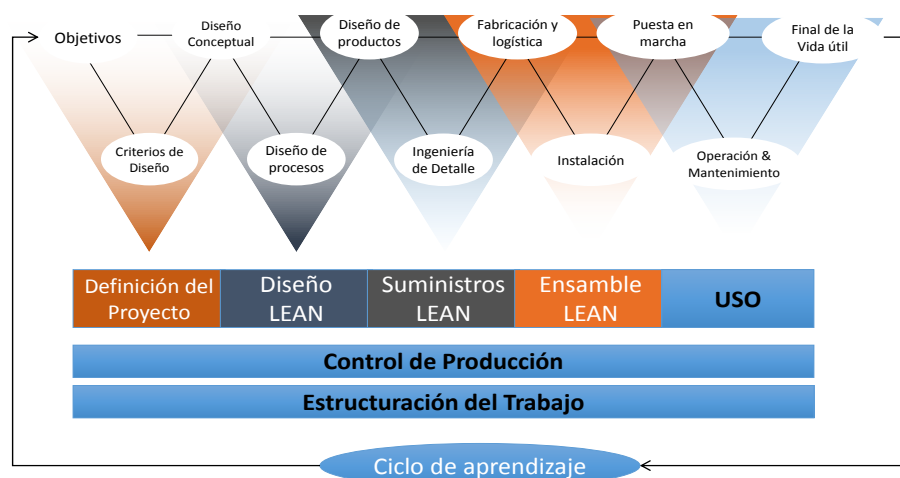 Objetivos
Diseño
Conceptual
Diseño de
productos
Fabricación y
logística
Puesta en
marcha
Final de la
Vida útil
Criterios de
Diseño
Diseño de
procesos
Ingeniería
de Detalle
Instalación
Operación &
Mantenimiento
Definición del
Proyecto
Diseño
LEAN
Suministros
LEAN
Ensamble
LEAN
USO
Control de Producción
Estructuración del Trabajo
Ciclo de aprendizaje